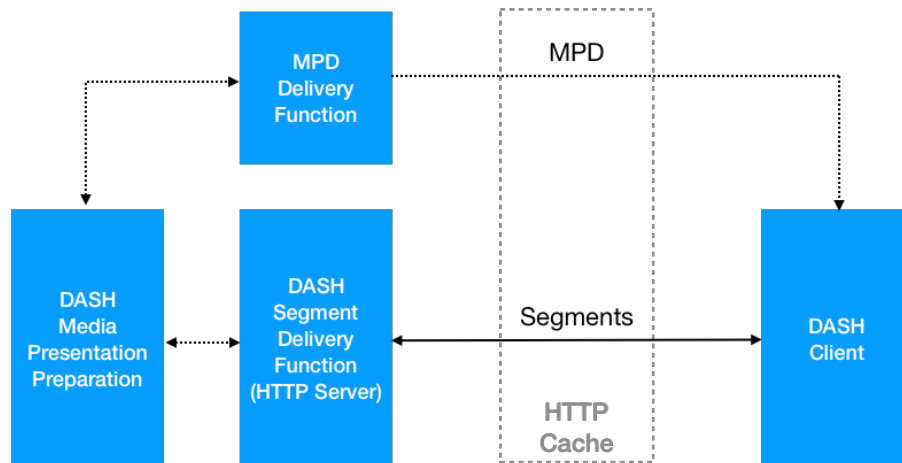 MPD
Delivery
Function
MPD
DASH
Media
Presentation
Preparation
DASH
Segment
Delivery
Function
(HTTP Server)
Segments
DASH
Client
HTTP
Cache